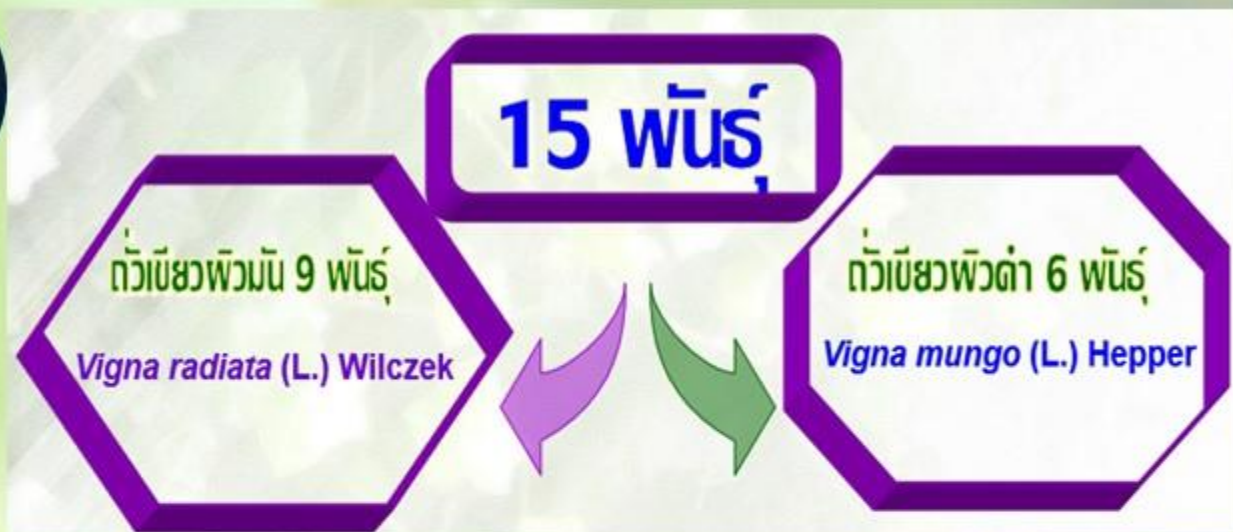 15 พันธุ์
ถั่วเขียวผิวมัน 9 พันธุ์
Vigna radiata (L.) Wilczek
ถั่วเขียวผิวดำ 6 พันธุ์
Vigna mungo (L.) Hepper